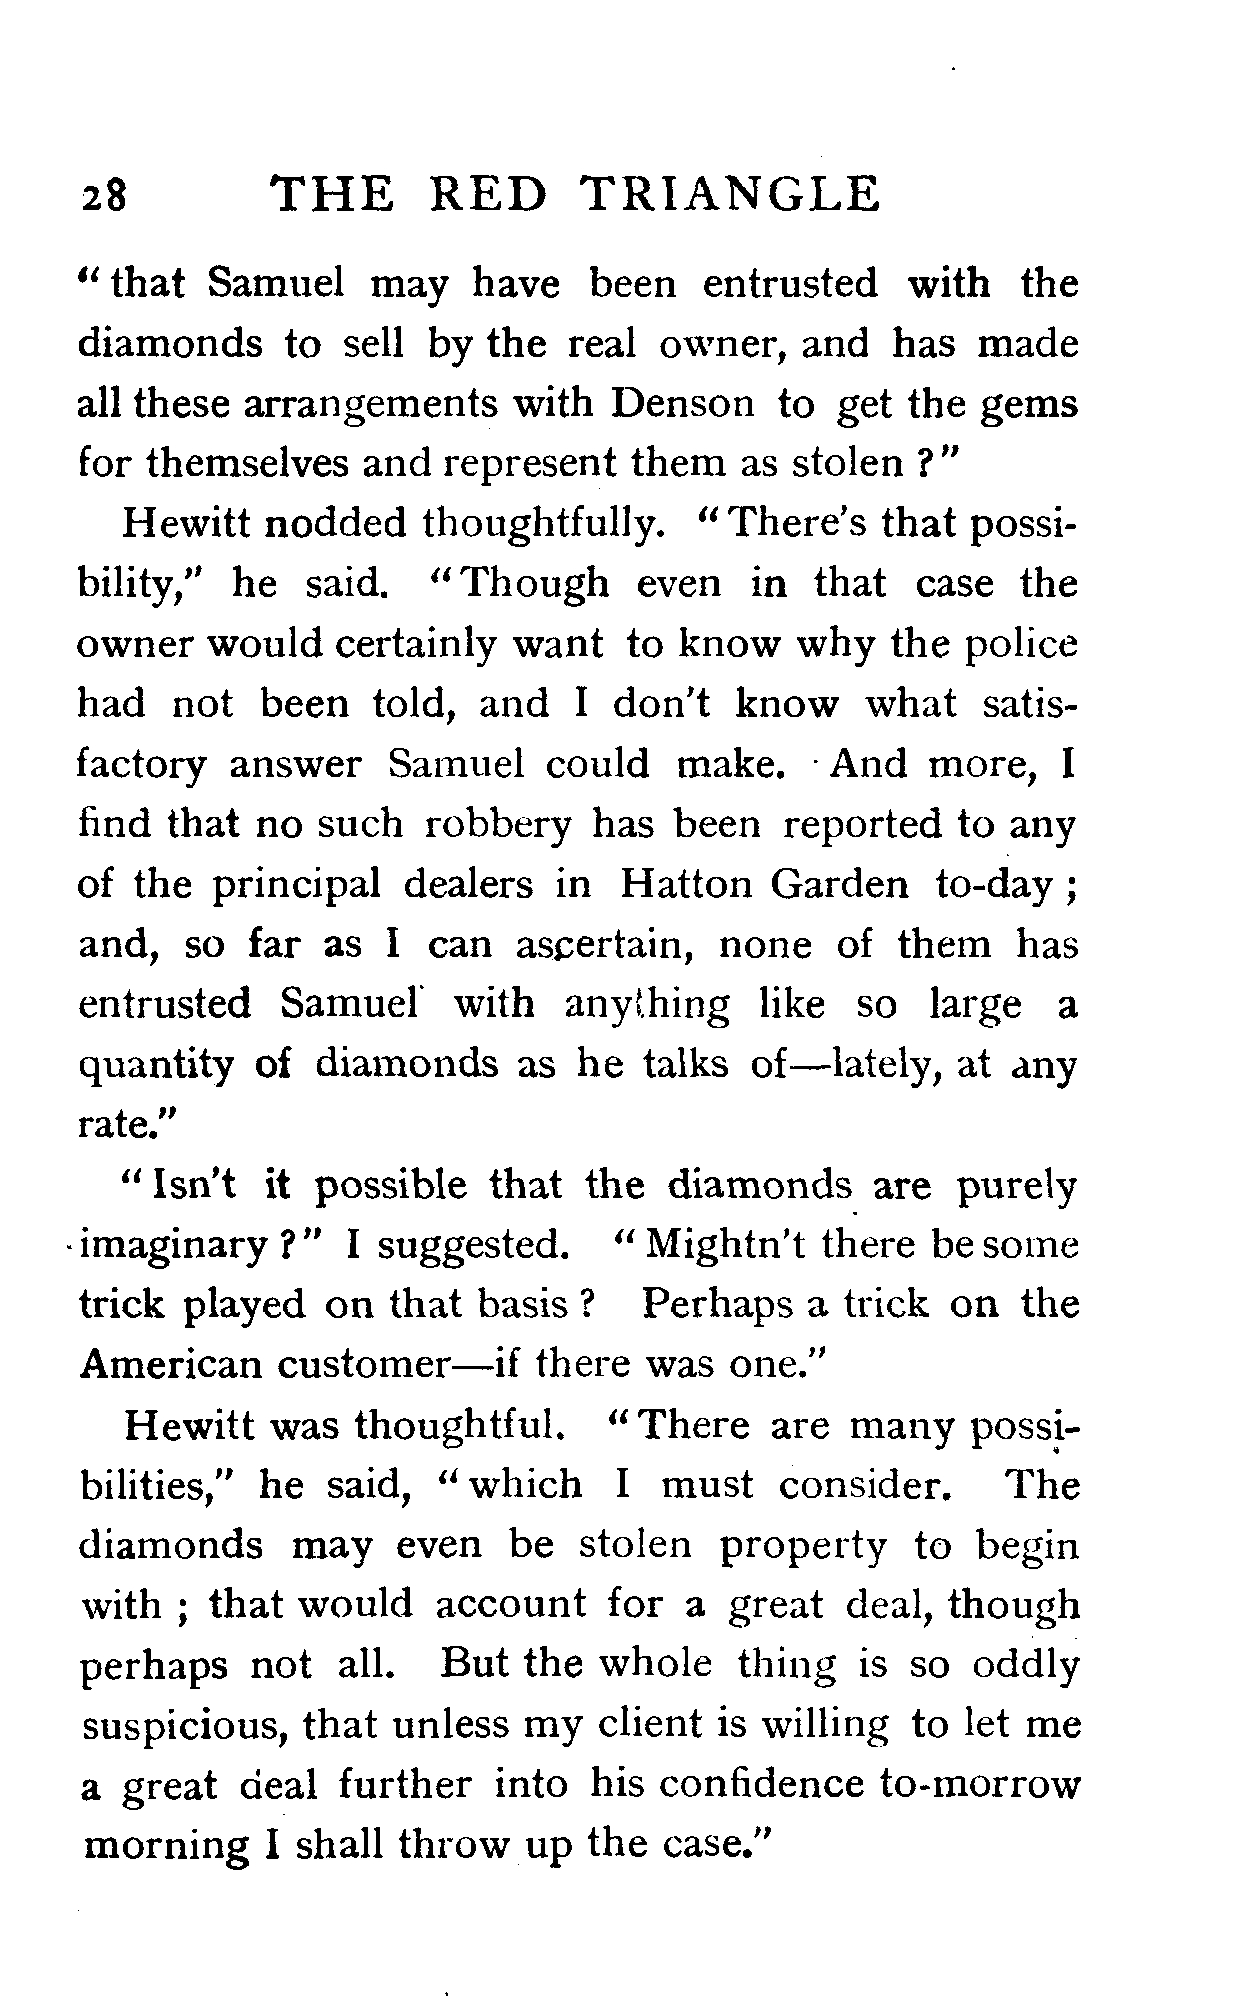 28 THE RED TRIANGLE
“that Samuel may have been entrusted with the
diamonds to sell by the real owner, and has made
all these arrangements with Denson to get the gems
for themselves and represent them as stolen?”
Hewitt nodded thoughtfully. “There's that possi-
bility,” he said. “Though even in that case the
owner would certainly want to know why the police
had not been told, and I don't know what satis-
factory answer Samuel could make. And more, I
find that no such robbery has been reported to any
of the principal dealers in Hatton Garden to-day;
and, so far as I can ascertain, none of them has
entrusted Samuel with anything like so large a
quantity of diamonds as he talks of—lately, at any
rate.”
“Isn't it possible that the diamonds are purely
imaginary?” I suggested. “Mightn't there be some
trick played on that basis? Perhaps a trick on the
American customer—if there was one.”
Hewitt was thoughtful. “There are many possi-
bilities,” he said, “which I must consider. The
diamonds may even be stolen property to begin
with; that would account for a great deal, though
perhaps not all. But the whole thing is so oddly
suspicious, that unless my client is willing to let me
a great deal further into his confidence to-morrow
morning I shall throw up the case.”